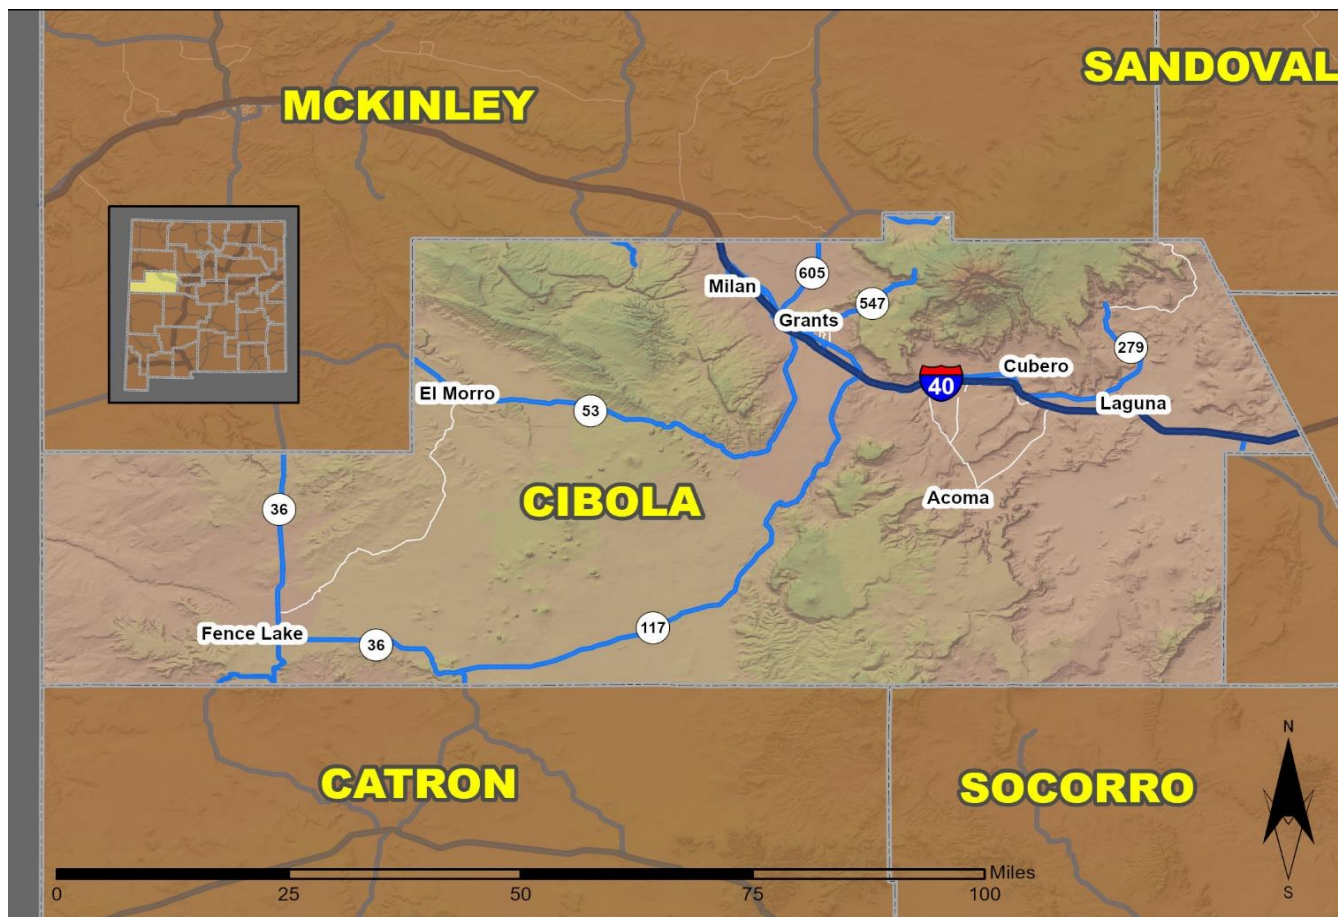 SANDOVAL
MCKINLEY
605
Milan
547
Grants
279
Cubero
40
El Morro
Laguna
53
Acoma
CIBOLA
36
117
Fence Lake
36
N
CATRON
SOCORRO
Miles
0 25 50 75 100
S